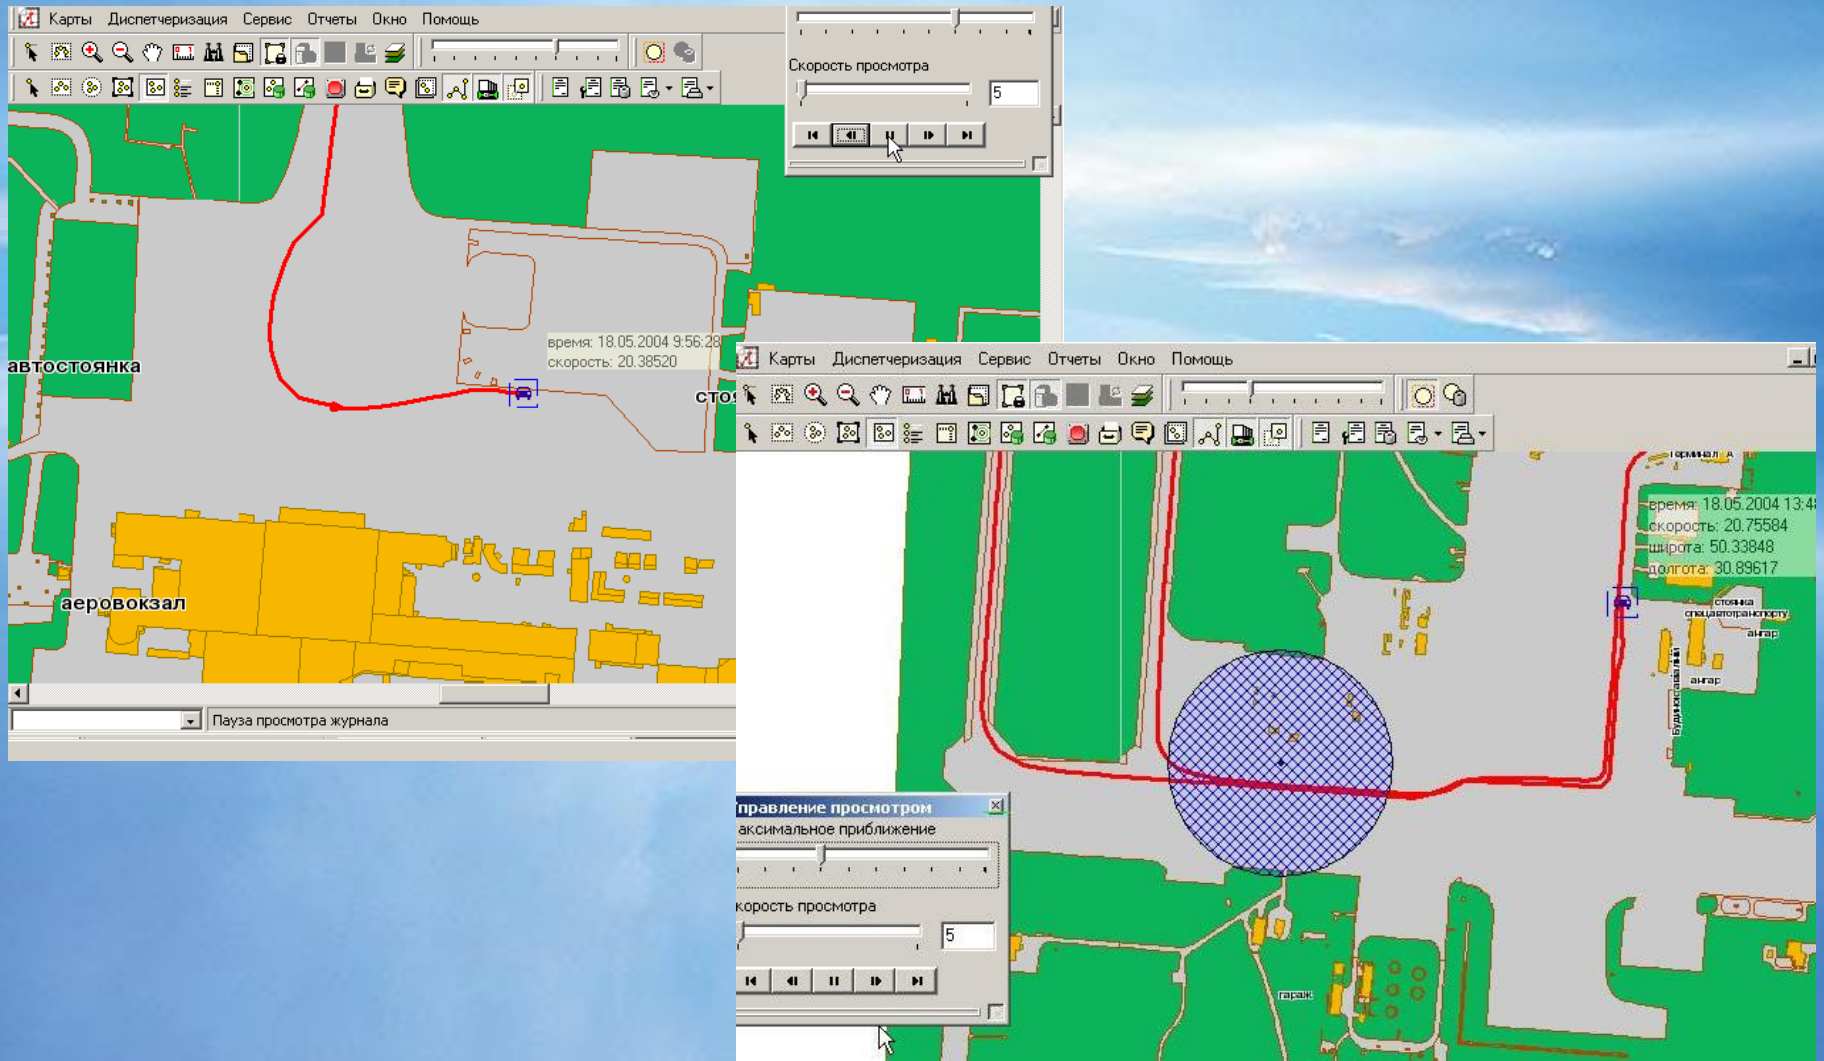 Карты Диспетчеризация Сервис Отчеты Окно Помощь
Скорость просмотра
5
время: 18.05.2004 9:56:28
скорость: 20.38520
автостоянка
аеровокзал
Пауза просмотра журнала
Карты Диспетчеризация Сервис Отчеты Окно Помощь
Термінал А
время: 18.05.2004 13:4
скорость: 20.75584
широта: 50.33848
долгота: 30.89617
стоянка
спецавтотранспорту
ангар
ангар
правление просмотром
аксимальное приближение
корость просмотра
5
гараж